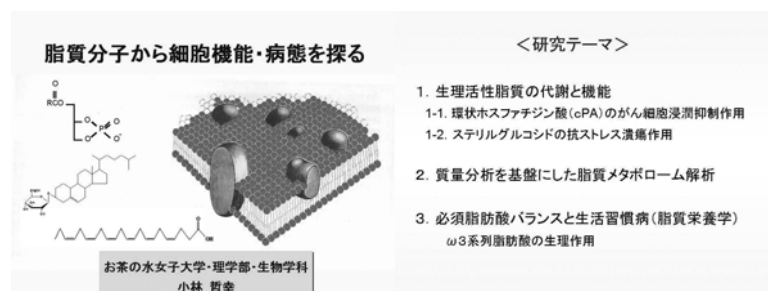 脂質分子から細胞機能・病態を探る
O
RCO
O
P
O
O
O⁻
OH
お茶の水女子大学・理学部・生物学科
小林 哲幸
＜研究テーマ＞
1. 生理活性脂質の代謝と機能
1-1. 環状ホスファチジン酸(cPA)のがん細胞浸潤抑制作用
1-2. ステリルグルコシドの抗ストレス潰瘍作用
2. 質量分析を基盤にした脂質メタボローム解析
3. 必須脂肪酸バランスと生活習慣病(脂質栄養学)
ω3系列脂肪酸の生理作用